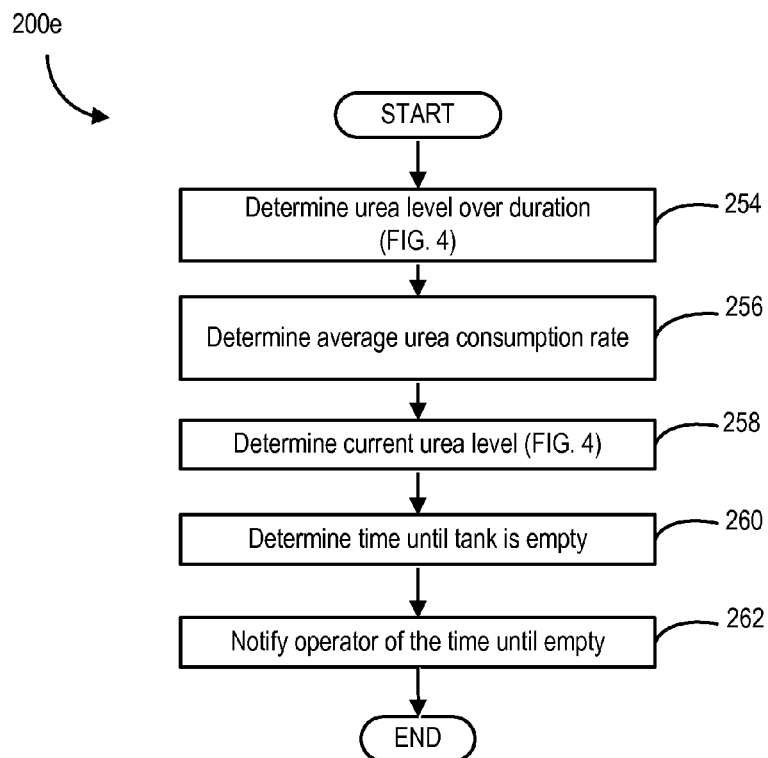 200e
START
Determine urea level over duration
(FIG. 4)
254
Determine average urea consumption rate
256
Determine current urea level (FIG. 4)
258
Determine time until tank is empty
260
Notify operator of the time until empty
262
END